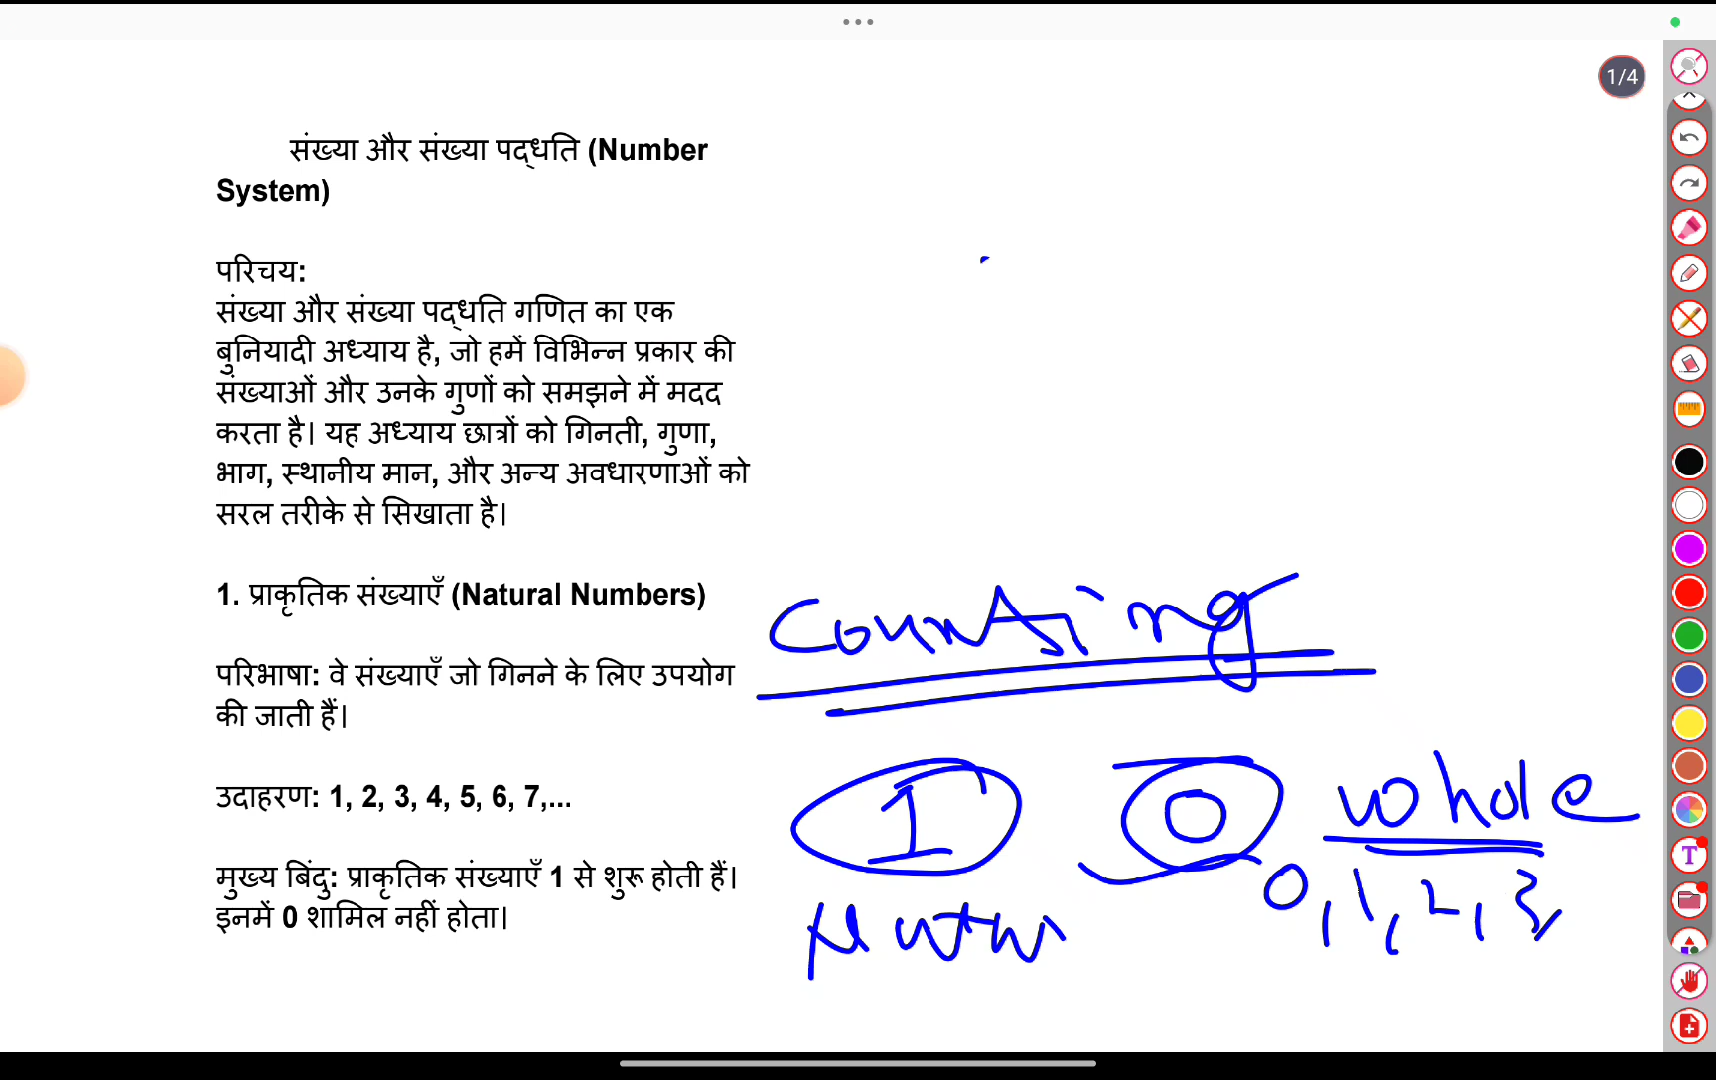 1/4
संख्या और संख्या पद्धति (Number
System)
परिचय:
संख्या और संख्या पद्धति गणित का एक
बुनियादी अध्याय है, जो हमें विभिन्न प्रकार की
संख्याओं और उनके गुणों को समझने में मदद
करता है। यह अध्याय छात्रों को गिनती, गुणा,
भाग, स्थानीय मान, और अन्य अवधारणाओं को
सरल तरीके से सिखाता है।
1. प्राकृतिक संख्याएँ (Natural Numbers)
Counting
परिभाषा: वे संख्याएँ जो गिनने के लिए उपयोग
की जाती हैं।
उदाहरण: 1, 2, 3, 4, 5, 6, 7,...
1 0 whole
मुख्य बिंदु: प्राकृतिक संख्याएँ 1 से शुरू होती हैं।
0, 1, 2, 3,
इनमें 0 शामिल नहीं होता।
T